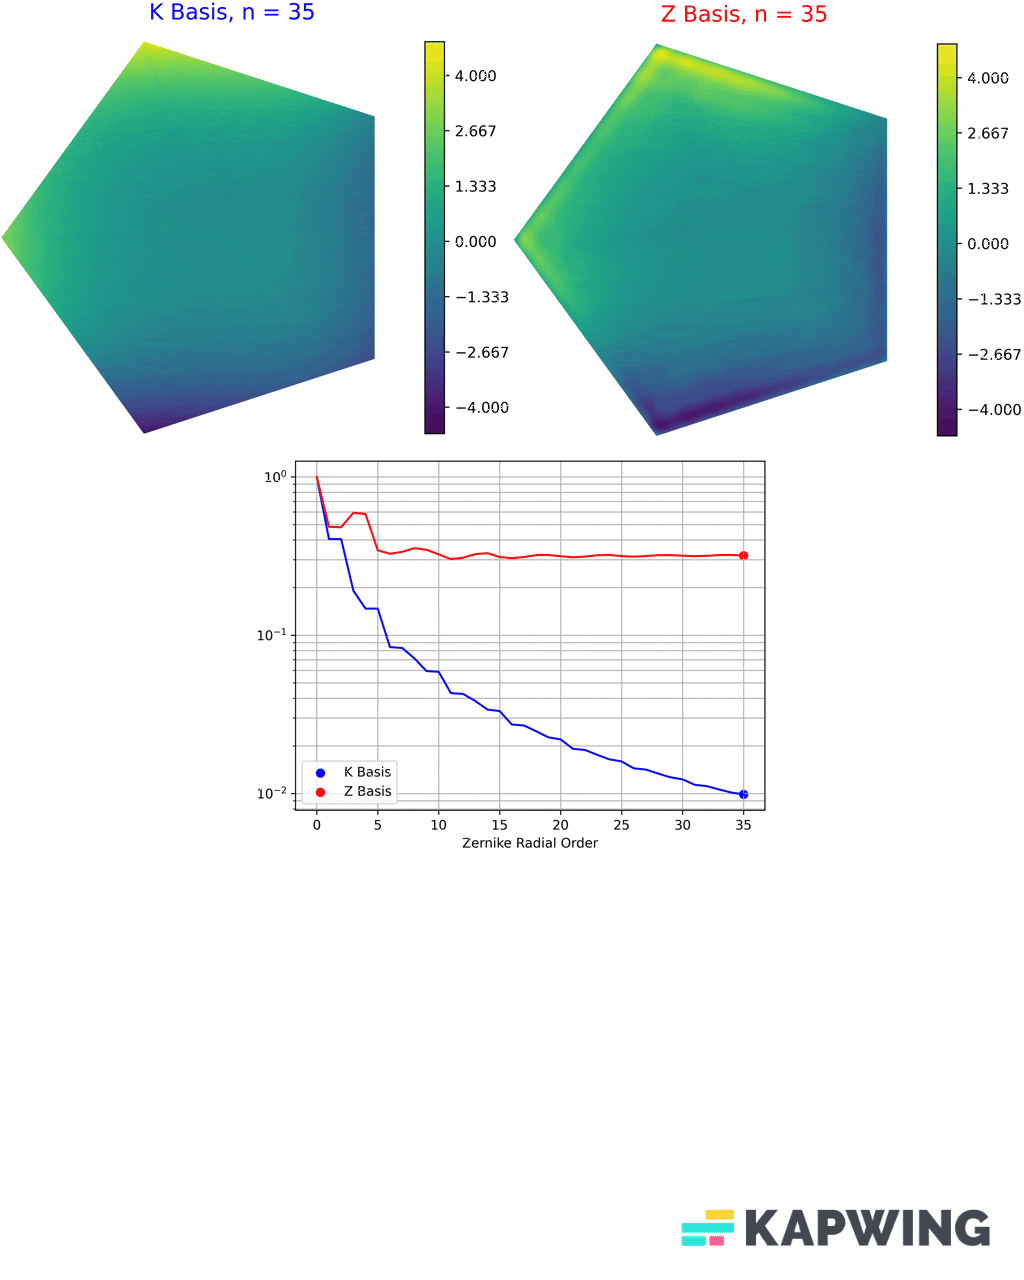 K Basis, n = 35
4.000
2.667
1.333
0.000
−1.333
−2.667
−4.000
Z Basis, n = 35
4.000
2.667
1.333
0.000
−1.333
−2.667
−4.000
10⁰
10⁻¹
10⁻²
K Basis
Z Basis
0 5 10 15 20 25 30 35
Zernike Radial Order
KAPWING